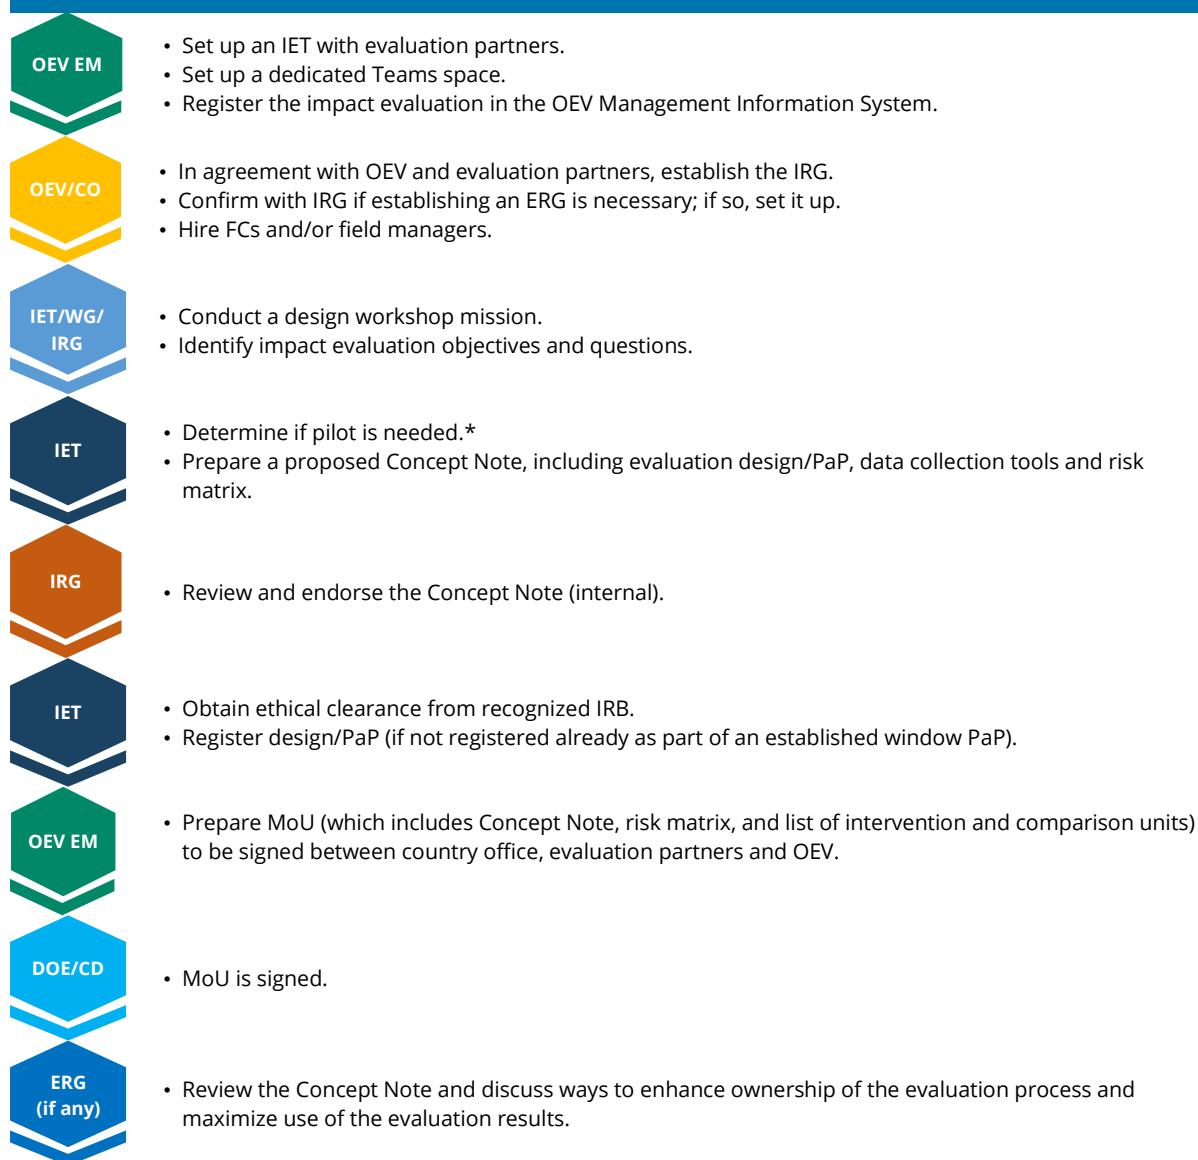 OEV EM
• Set up an IET with evaluation partners.
• Set up a dedicated Teams space.
• Register the impact evaluation in the OEV Management Information System.
OEV/CO
• In agreement with OEV and evaluation partners, establish the IRG.
• Confirm with IRG if establishing an ERG is necessary; if so, set it up.
• Hire FCs and/or field managers.
IET/WG/
IRG
• Conduct a design workshop mission.
• Identify impact evaluation objectives and questions.
IET
• Determine if pilot is needed.*
• Prepare a proposed Concept Note, including evaluation design/PaP, data collection tools and risk
matrix.
IRG
• Review and endorse the Concept Note (internal).
IET
• Obtain ethical clearance from recognized IRB.
• Register design/PaP (if not registered already as part of an established window PaP).
OEV EM
• Prepare MoU (which includes Concept Note, risk matrix, and list of intervention and comparison units)
to be signed between country office, evaluation partners and OEV.
DOE/CD
• MoU is signed.
ERG
(if any)
• Review the Concept Note and discuss ways to enhance ownership of the evaluation process and
maximize use of the evaluation results.